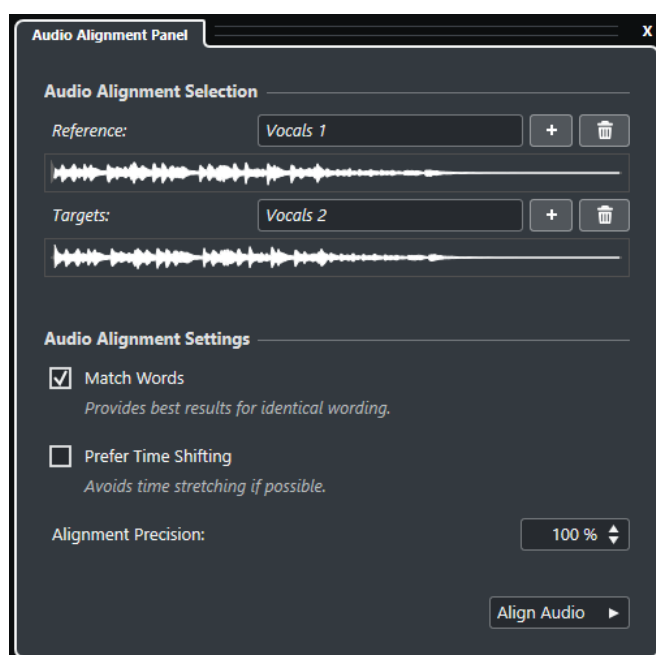 Audio Alignment Panel
X
Audio Alignment Selection
Reference: Vocals 1 +
Targets: Vocals 2 +
Audio Alignment Settings
Match Words
Provides best results for identical wording.
Prefer Time Shifting
Avoids time stretching if possible.
Alignment Precision: 100 %
Align Audio